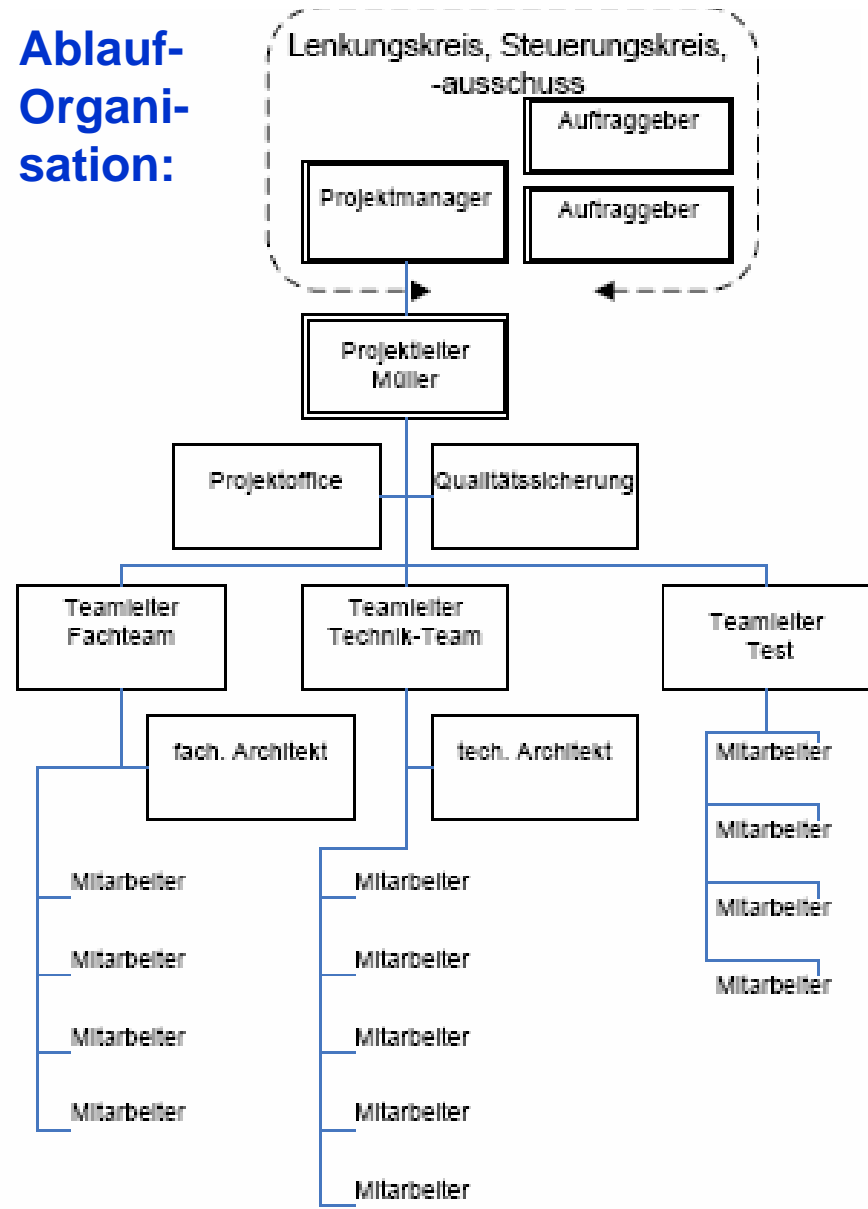 Ablauf-
Organi-
sation:
Lenkungskreis, Steuerungskreis,
-ausschuss
Auftraggeber
Projektmanager
Auftraggeber
Projektleiter
Müller
Projektoffice
Qualitätssicherung
Teamleiter
Fachteam
Teamleiter
Technik-Team
Teamleiter
Test
fach. Architekt
tech. Architekt
Mitarbeiter
Mitarbeiter
Mitarbeiter
Mitarbeiter
Mitarbeiter
Mitarbeiter
Mitarbeiter
Mitarbeiter
Mitarbeiter
Mitarbeiter
Mitarbeiter
Mitarbeiter
Mitarbeiter